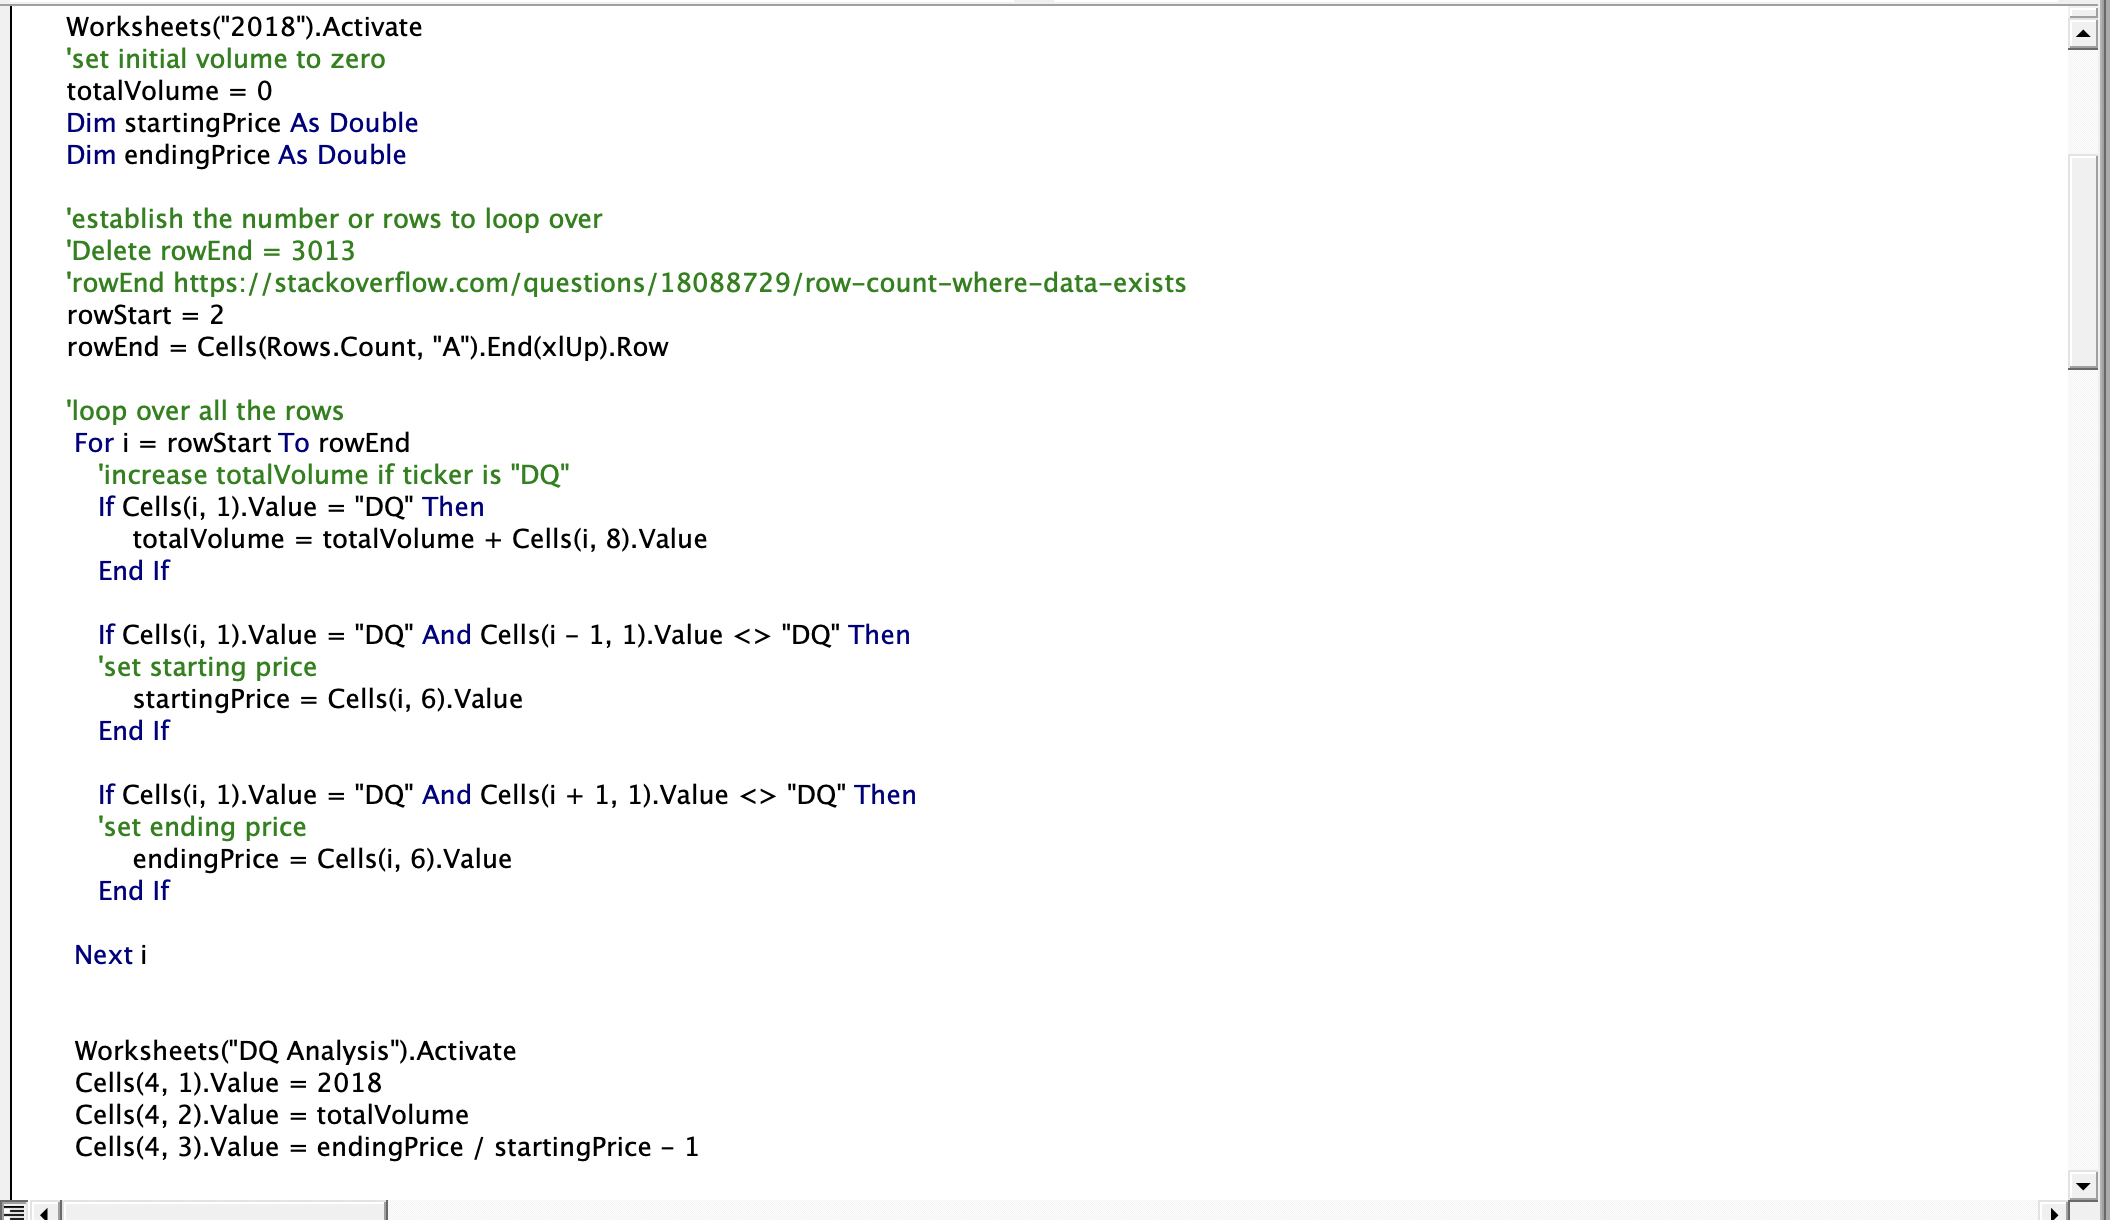 Worksheets("2018").Activate
'set initial volume to zero
totalVolume = 0
Dim startingPrice As Double
Dim endingPrice As Double
'establish the number or rows to loop over
'Delete rowEnd = 3013
'rowEnd https://stackoverflow.com/questions/18088729/row-count-where-data-exists
rowStart = 2
rowEnd = Cells(Rows.Count, "A").End(xlUp).Row
'loop over all the rows
For i = rowStart To rowEnd
'increase totalVolume if ticker is "DQ"
If Cells(i, 1).Value = "DQ" Then
totalVolume = totalVolume + Cells(i, 8).Value
End If
If Cells(i, 1).Value = "DQ" And Cells(i - 1, 1).Value <> "DQ" Then
'set starting price
startingPrice = Cells(i, 6).Value
End If
If Cells(i, 1).Value = "DQ" And Cells(i + 1, 1).Value <> "DQ" Then
'set ending price
endingPrice = Cells(i, 6).Value
End If
Next i
Worksheets("DQ Analysis").Activate
Cells(4, 1).Value = 2018
Cells(4, 2).Value = totalVolume
Cells(4, 3).Value = endingPrice / startingPrice - 1